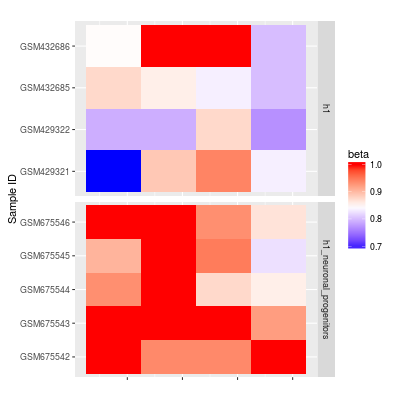 Sample ID
GSM432686
GSM432685
GSM429322
GSM429321
h1
GSM675546
GSM675545
GSM675544
GSM675543
GSM675542
h1_neuronal_progenitors
beta
1.0
0.9
0.8
0.7